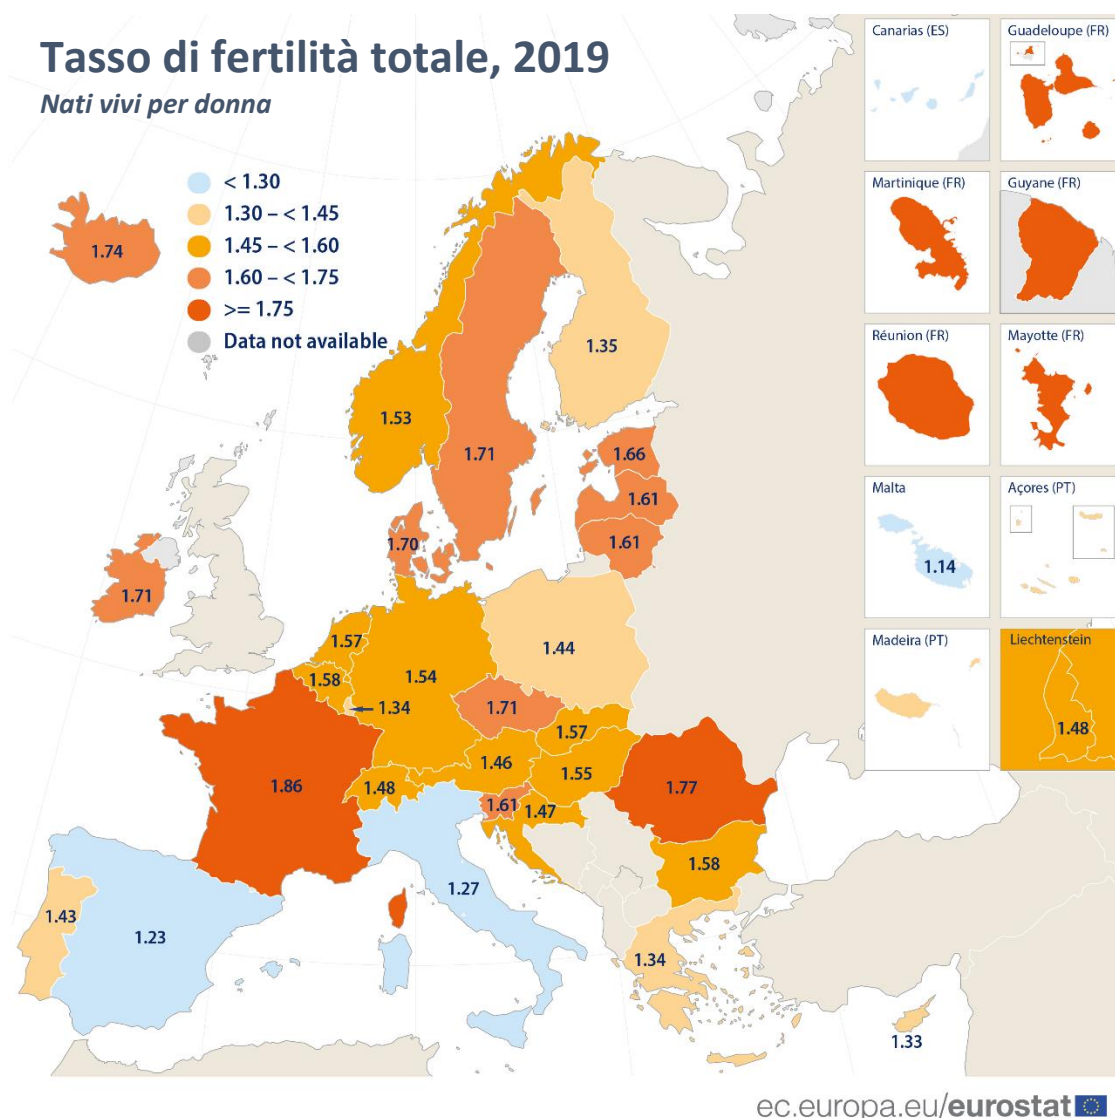 Tasso di fertilità totale, 2019
Nati vivi per donna
< 1.30
1.30 – < 1.45
1.45 – < 1.60
1.60 – < 1.75
>= 1.75
Data not available
Canarias (ES)
Guadeloupe (FR)
Martinique (FR)
Guyane (FR)
Réunion (FR)
Mayotte (FR)
Malta
1.14
Açores (PT)
Madeira (PT)
Liechtenstein
1.48
1.74
1.35
1.53
1.71
1.66
1.61
1.61
1.70
1.71
1.57
1.44
1.58
1.54
1.34
1.71
1.57
1.46
1.55
1.48
1.86
1.77
1.61
1.47
1.58
1.27
1.43
1.23
1.34
1.33
ec.europa.eu/eurostat